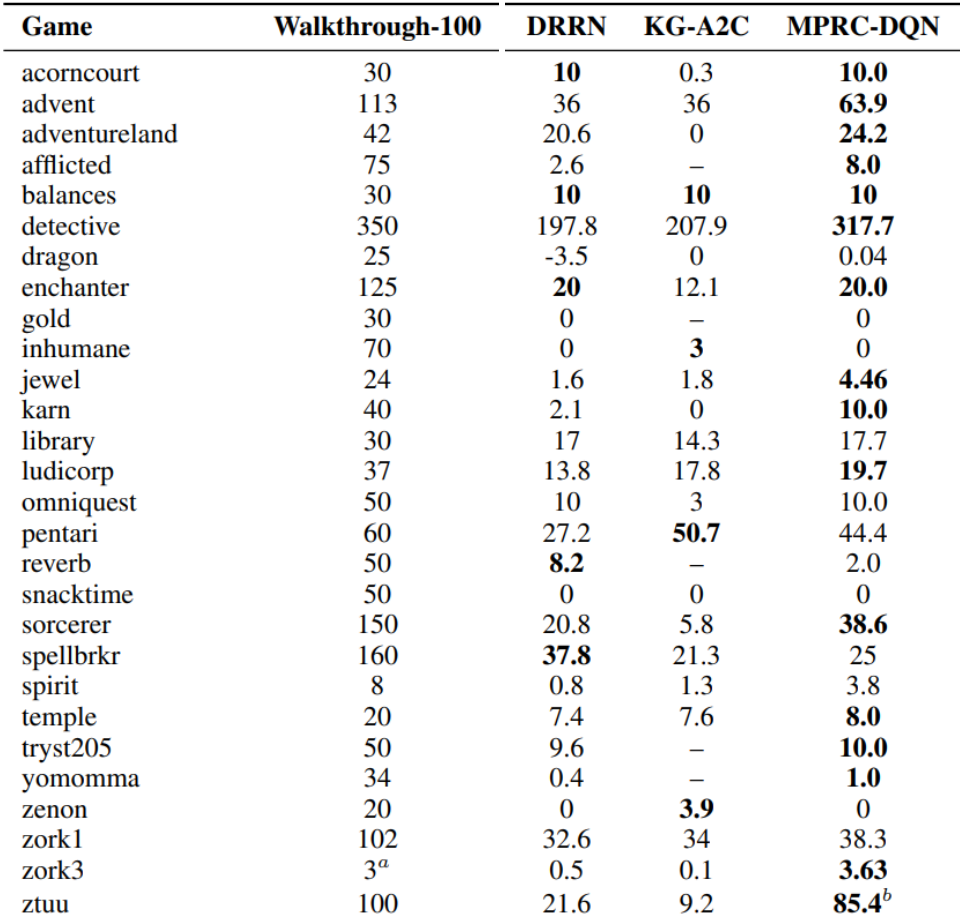 Game Walkthrough-100 DRRN KG-A2C MPRC-DQN
acorncourt 30 10 0.3 10.0
advent 113 36 36 63.9
adventureland 42 20.6 0 24.2
afflicted 75 2.6 – 8.0
balances 30 10 10 10
detective 350 197.8 207.9 317.7
dragon 25 -3.5 0 0.04
enchanter 125 20 12.1 20.0
gold 30 0 – 0
inhumane 70 0 3 0
jewel 24 1.6 1.8 4.46
karn 40 2.1 0 10.0
library 30 17 14.3 17.7
ludicorp 37 13.8 17.8 19.7
omniquest 50 10 3 10.0
pentari 60 27.2 50.7 44.4
reverb 50 8.2 – 2.0
snacktime 50 0 0 0
sorcerer 150 20.8 5.8 38.6
spellbrkr 160 37.8 21.3 25
spirit 8 0.8 1.3 3.8
temple 20 7.4 7.6 8.0
tryst205 50 9.6 – 10.0
yomomma 34 0.4 – 1.0
zenon 20 0 3.9 0
zork1 102 32.6 34 38.3
zork3 3ᵃ 0.5 0.1 3.63
ztuu 100 21.6 9.2 85.4ᵇ